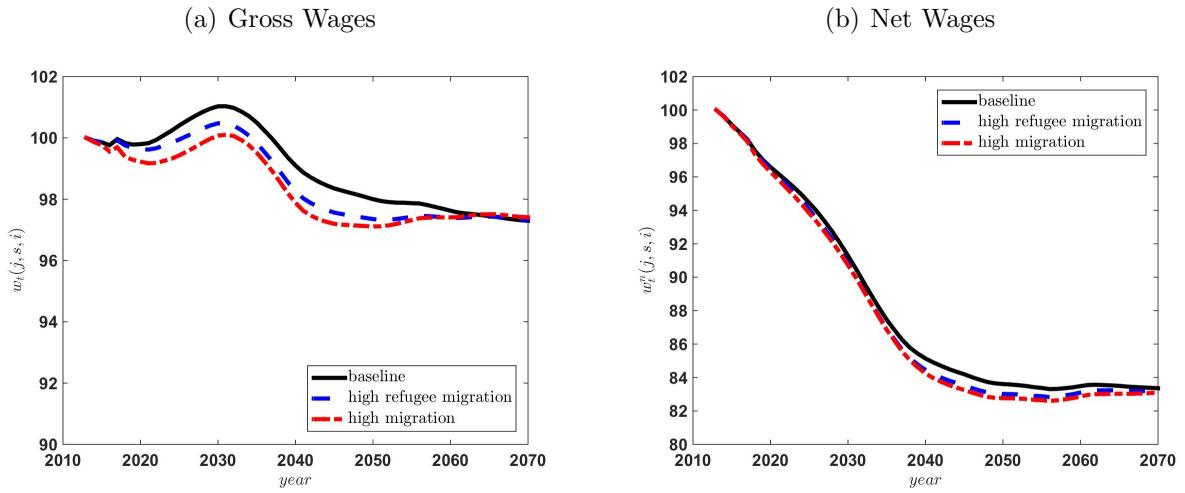 (a) Gross Wages
102
100
98
96
94
92
90
w_t(j, s, i)
baseline
high refugee migration
high migration
2010 2020 2030 2040 2050 2060 2070
year
(b) Net Wages
102
100
98
96
94
92
90
88
86
84
82
80
w_t^n(j, s, i)
baseline
high refugee migration
high migration
2010 2020 2030 2040 2050 2060 2070
year